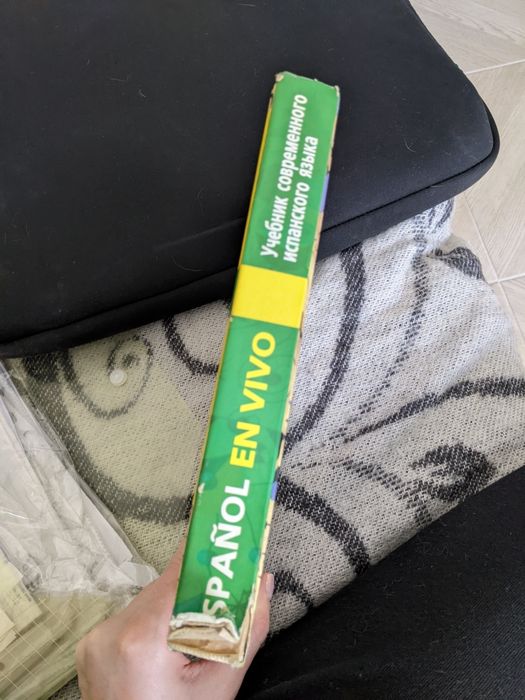 SPAÑOL EN VIVO
Учебник современного
испанского языка